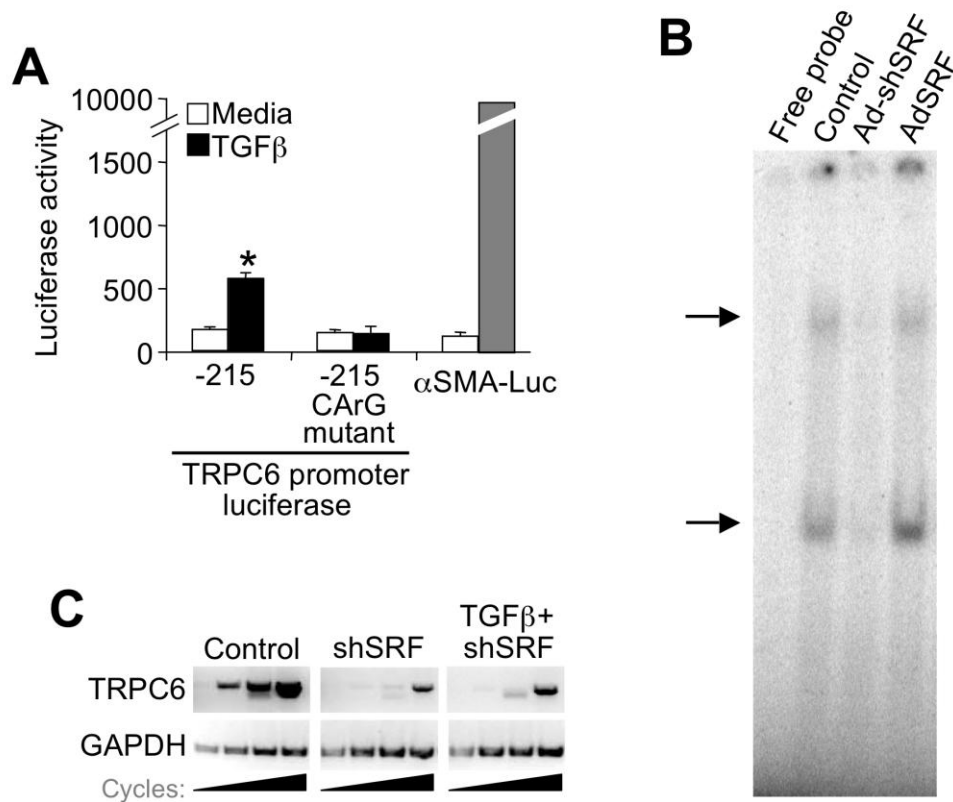 A
10000
1500
1000
500
0
Luciferase activity
Media
TGFβ
*
-215
-215
CArG
mutant
αSMA-Luc
TRPC6 promoter
luciferase
B
Free probe
Control
Ad-shSRF
AdSRF
C
Control
shSRF
TGFβ+
shSRF
TRPC6
GAPDH
Cycles: